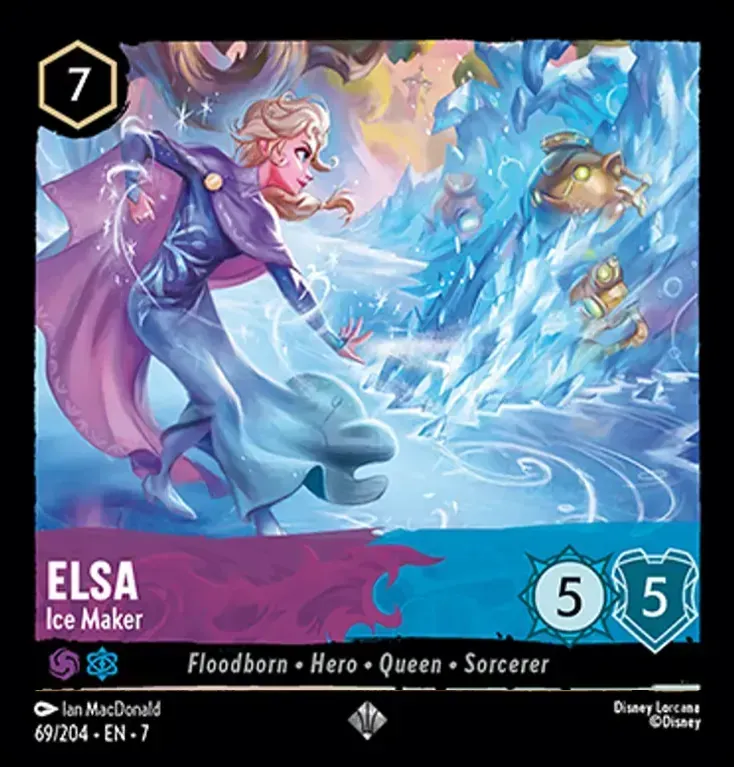 7
ELSA
Ice Maker
5 5
Floodborn • Hero • Queen • Sorcerer
Ian MacDonald
69/204 • EN • 7
Disney Lorcana
©Disney